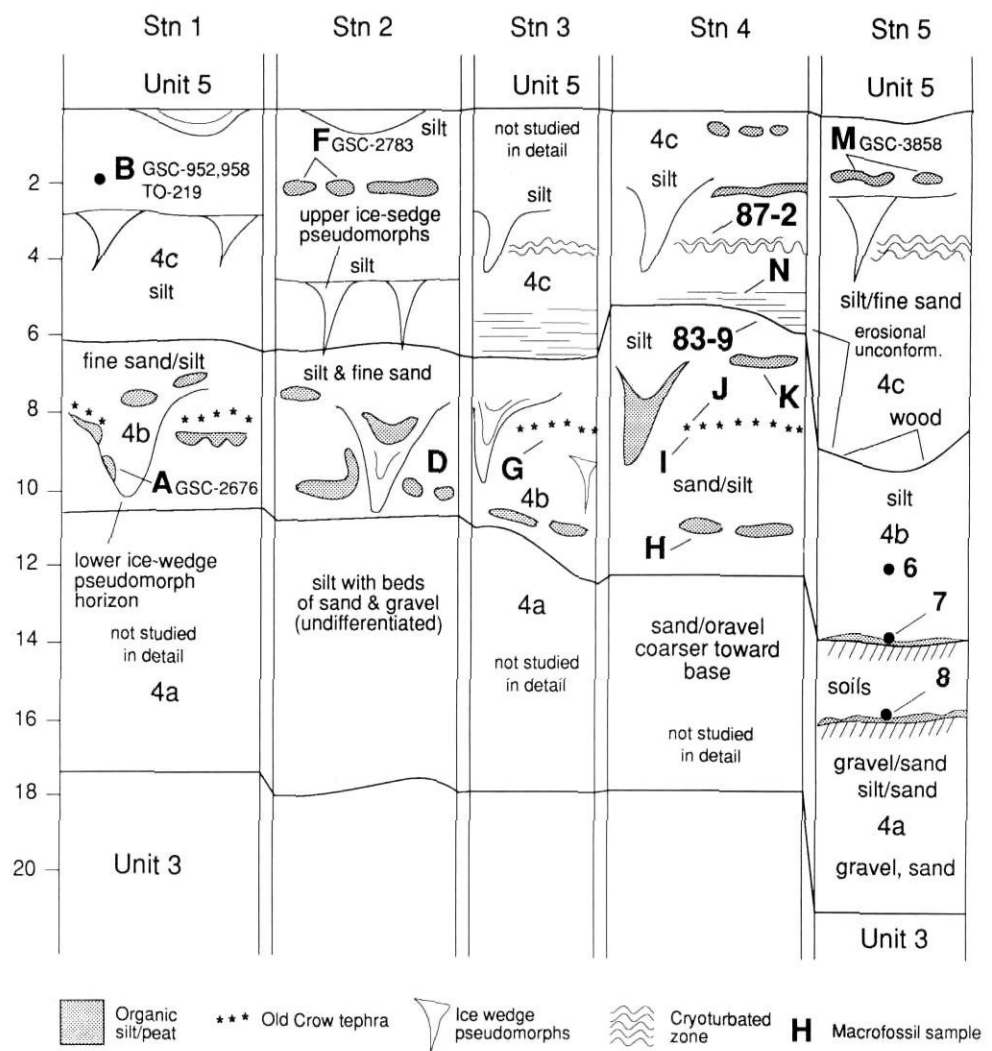 Stn 1
Stn 2
Stn 3
Stn 4
Stn 5
Unit 5
Unit 5
Unit 5
2
4
6
8
10
12
14
16
18
20
B GSC-952,958
TO-219
4c
silt
fine sand/silt
4b
A GSC-2676
lower ice-wedge
pseudomorph
horizon
not studied
in detail
4a
Unit 3
silt
F GSC-2783
upper ice-sedge
pseudomorphs
silt
silt & fine sand
D
silt with beds
of sand & gravel
(undifferentiated)
not studied
in detail
silt
4c
G
4b
4a
not studied
in detail
4c
silt
87-2
N
silt
83-9
K
J
I
sand/silt
H
sand/oravel
coarser toward
base
not studied
in detail
M GSC-3858
silt/fine sand
erosional
unconform.
4c
wood
silt
4b
6
7
soils
8
gravel/sand
silt/sand
4a
gravel, sand
Unit 3
Organic
silt/peat
Old Crow tephra
Ice wedge
pseudomorphs
Cryoturbated
zone
H Macrofossil sample